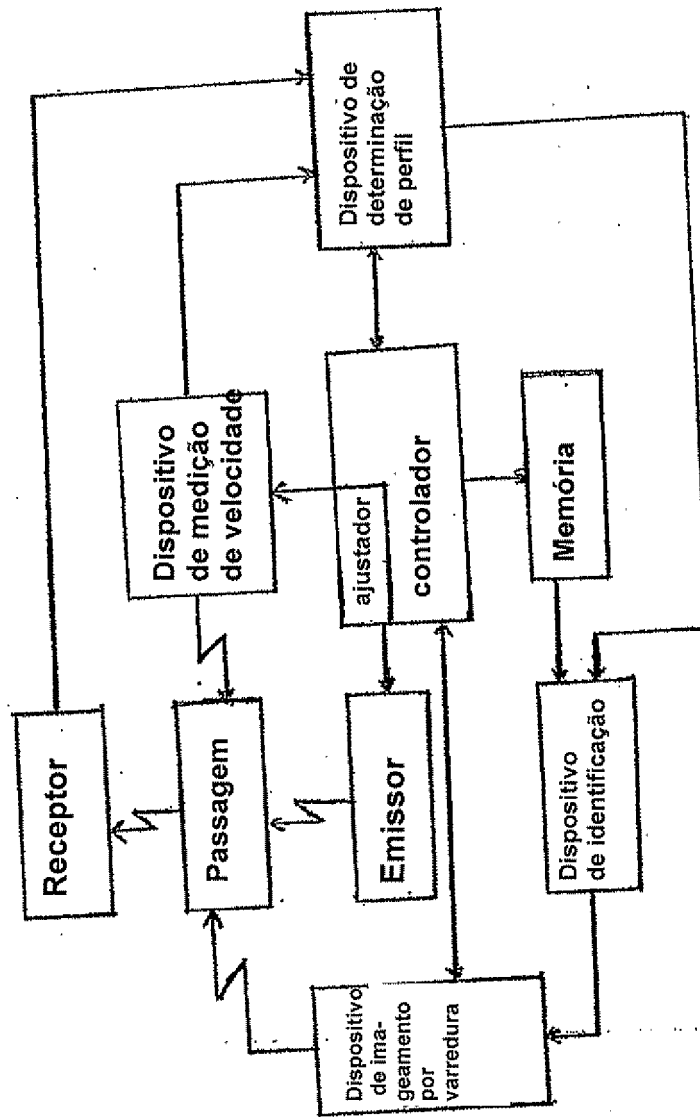 Receptor
Passagem
Emissor
Dispositivo
de ima-
geamento
por
varredura
Dispositivo
de medição
de velocidade
ajustador
controlador
Dispositivo de
determinação
de perfil
Memória
Dispositivo
de identificação